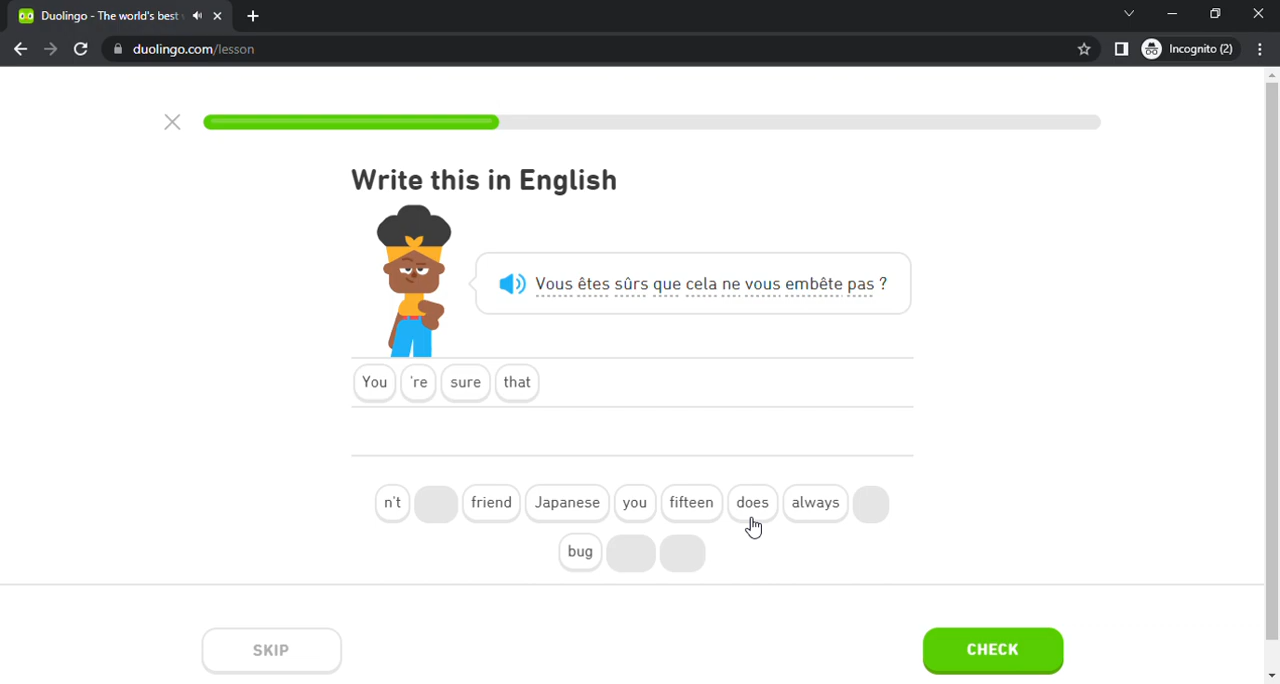 Duolingo - The world's best
duolingo.com/lesson
Incognito (2)
Write this in English
Vous êtes sûrs que cela ne vous embête pas ?
You 're sure that
n't friend Japanese you fifteen does always
bug
SKIP CHECK